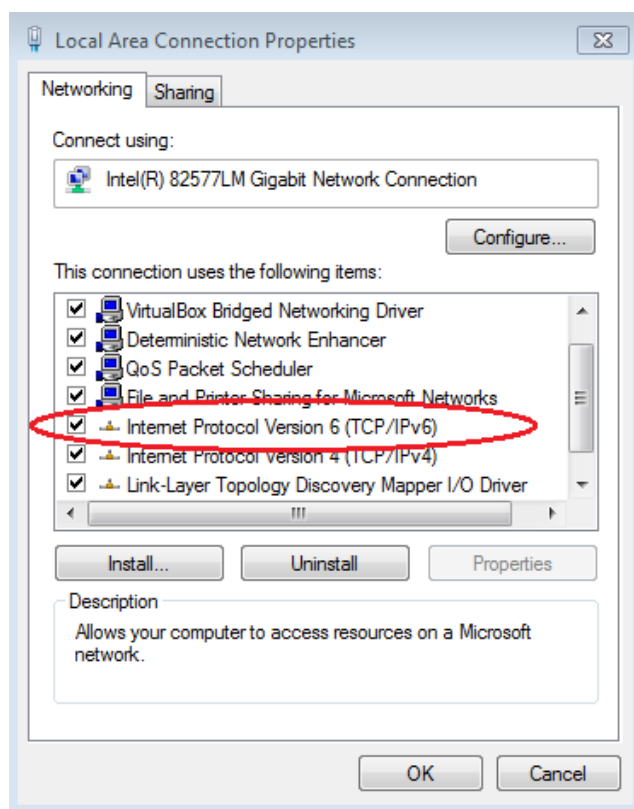 Local Area Connection Properties
Networking
Sharing
Connect using:
Intel(R) 82577LM Gigabit Network Connection
Configure...
This connection uses the following items:
VirtualBox Bridged Networking Driver
Deterministic Network Enhancer
QoS Packet Scheduler
File and Printer Sharing for Microsoft Networks
Internet Protocol Version 6 (TCP/IPv6)
Internet Protocol Version 4 (TCP/IPv4)
Link-Layer Topology Discovery Mapper I/O Driver
Install...
Uninstall
Properties
Description
Allows your computer to access resources on a Microsoft
network.
OK
Cancel